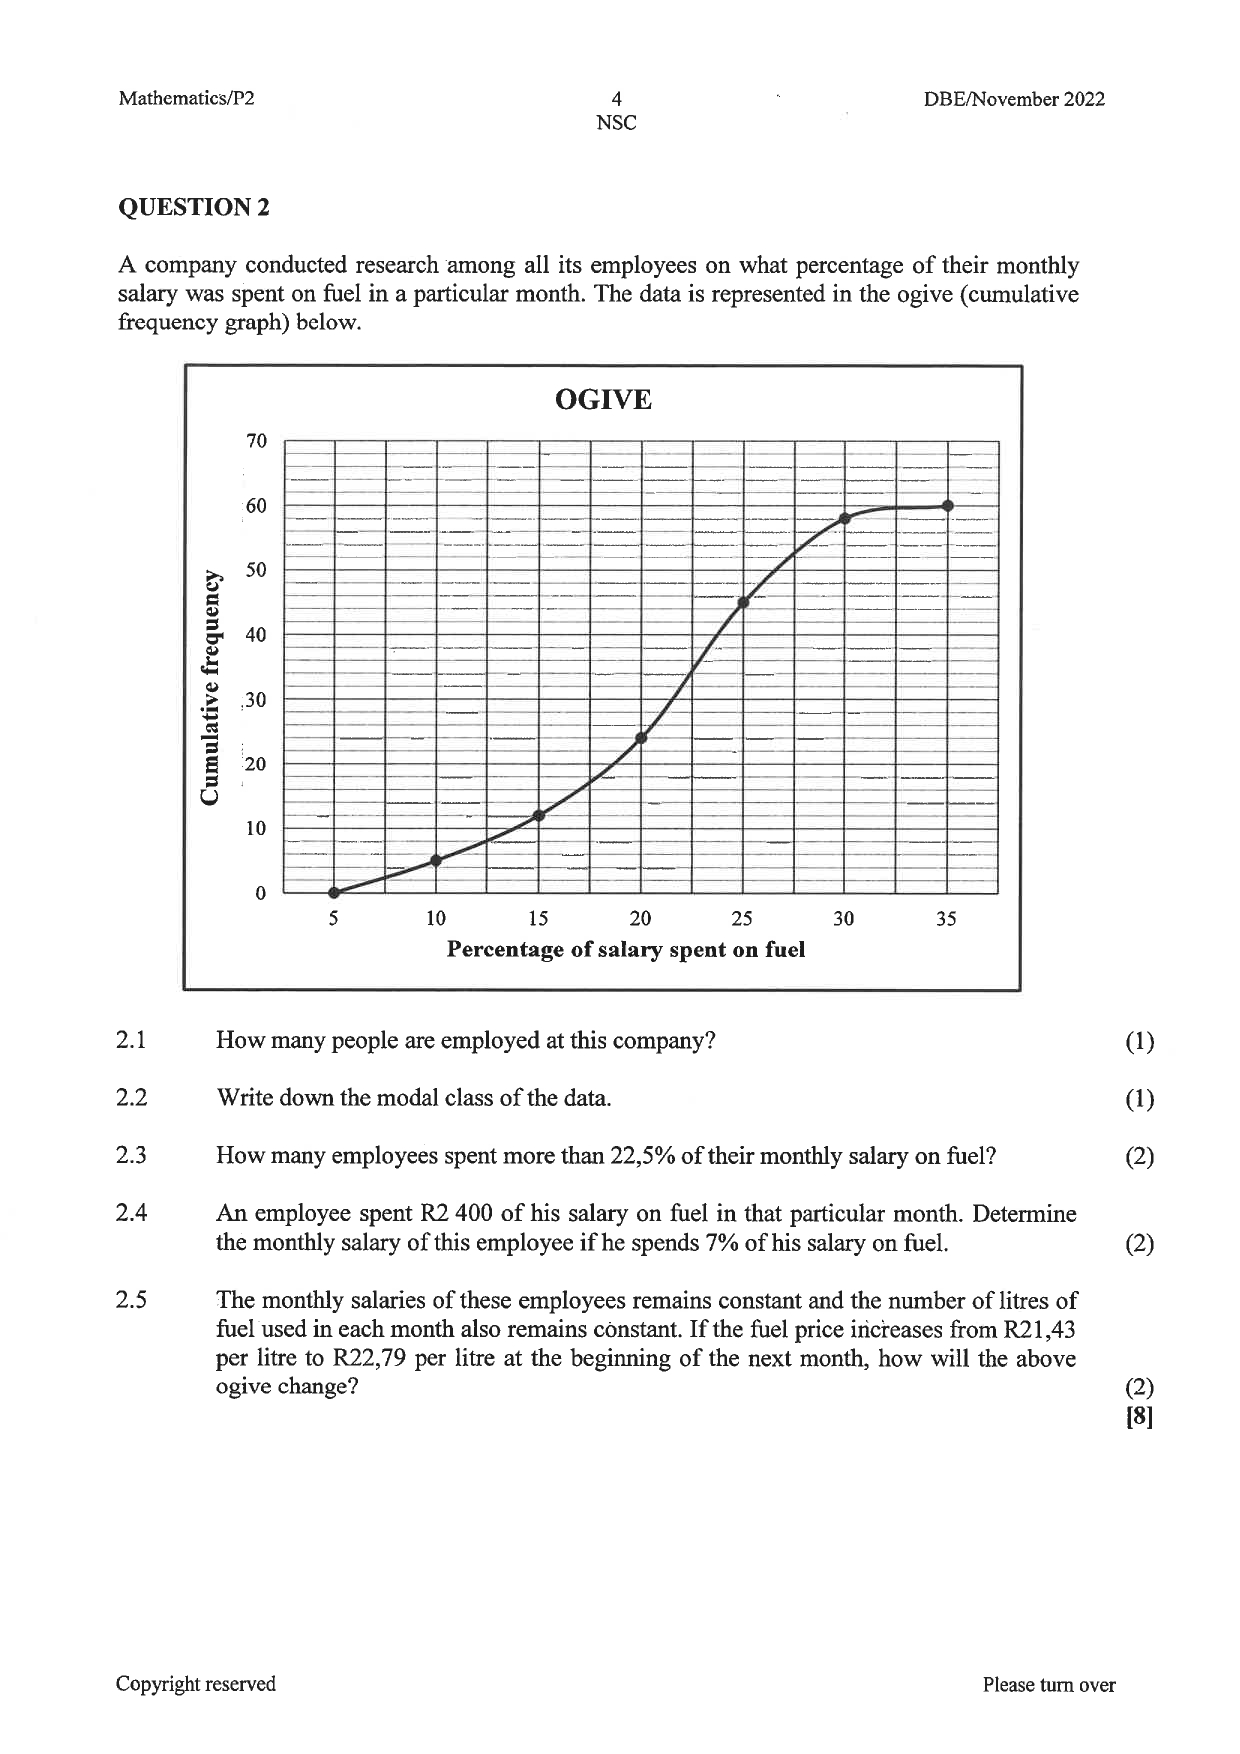 Mathematics/P2 4 DBE/November 2022
NSC
QUESTION 2
A company conducted research among all its employees on what percentage of their monthly
salary was spent on fuel in a particular month. The data is represented in the ogive (cumulative
frequency graph) below.
OGIVE
70
60
50
40
30
20
10
0
Cumulative frequency
5 10 15 20 25 30 35
Percentage of salary spent on fuel
2.1 How many people are employed at this company? (1)
2.2 Write down the modal class of the data. (1)
2.3 How many employees spent more than 22,5% of their monthly salary on fuel? (2)
2.4 An employee spent R2 400 of his salary on fuel in that particular month. Determine
the monthly salary of this employee if he spends 7% of his salary on fuel. (2)
2.5 The monthly salaries of these employees remains constant and the number of litres of
fuel used in each month also remains constant. If the fuel price increases from R21,43
per litre to R22,79 per litre at the beginning of the next month, how will the above
ogive change? (2)
[8]
Copyright reserved Please turn over